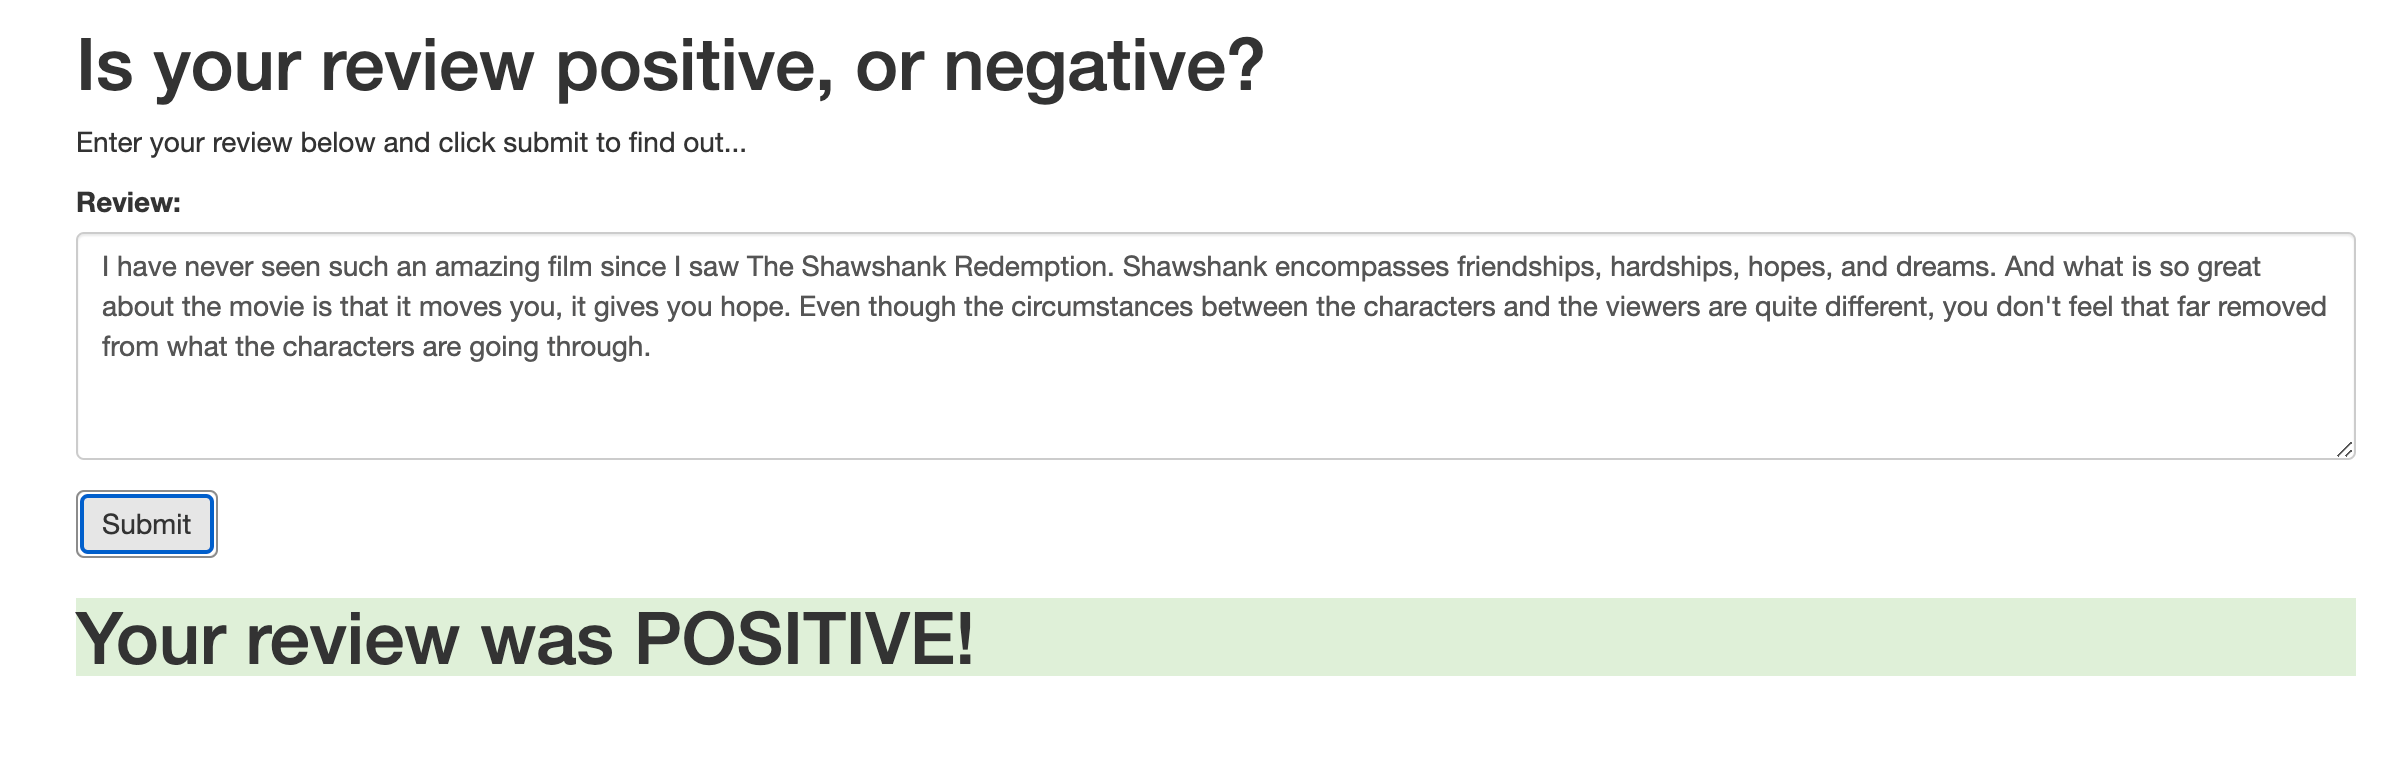 Is your review positive, or negative?
Enter your review below and click submit to find out...
Review:
I have never seen such an amazing film since I saw The Shawshank Redemption. Shawshank encompasses friendships, hardships, hopes, and dreams. And what is so great
about the movie is that it moves you, it gives you hope. Even though the circumstances between the characters and the viewers are quite different, you don't feel that far removed
from what the characters are going through.
Submit
Your review was POSITIVE!